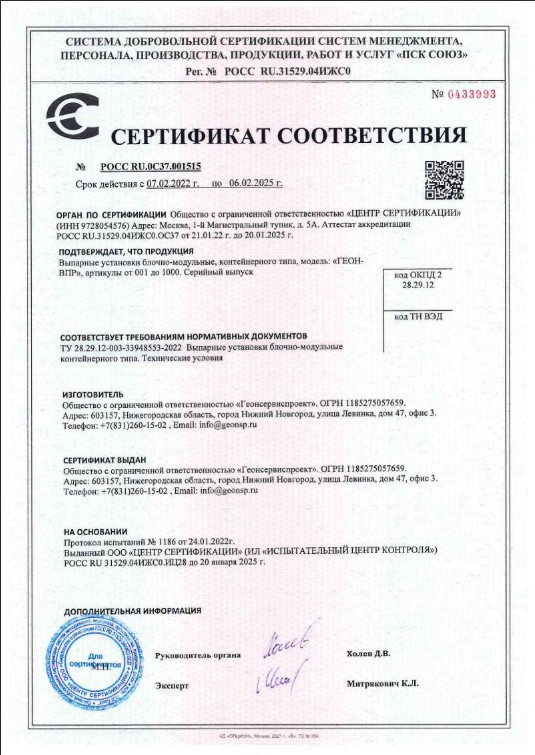 СИСТЕМА ДОБРОВОЛЬНОЙ СЕРТИФИКАЦИИ СИСТЕМ МЕНЕДЖМЕНТА,
ПЕРСОНАЛА, ПРОИЗВОДСТВА, ПРОДУКЦИИ, РАБОТ И УСЛУГ «ПСК СОЮЗ»
Рег. № РОСС RU.31529.04ИЖС0
№ 0433993
СЕРТИФИКАТ СООТВЕТСТВИЯ
№ РОСС RU.0С37.001515
Срок действия с 07.02.2022 г. по 06.02.2025 г.
ОРГАН ПО СЕРТИФИКАЦИИ Общество с ограниченной ответственностью «ЦЕНТР СЕРТИФИКАЦИИ»
(ИНН 9728054576) Адрес: Москва, 1-й Магистральный тупик, д. 5А. Аттестат аккредитации
РОСС RU.31529.04ИЖС0.ОС37 от 21.01.22 г. до 20.01.2025 г.
ПОДТВЕРЖДАЕТ, ЧТО ПРОДУКЦИЯ
Выпарные установки блочно-модульные, контейнерного типа, модель: «ГЕОН-
ВПР», артикулы от 001 до 1000. Серийный выпуск
код ОКПД 2
28.29.12
код ТН ВЭД
СООТВЕТСТВУЕТ ТРЕБОВАНИЯМ НОРМАТИВНЫХ ДОКУМЕНТОВ
ТУ 28.29.12-003-33948553-2022 Выпарные установки блочно-модульные
контейнерного типа. Технические условия
ИЗГОТОВИТЕЛЬ
Общество с ограниченной ответственностью «Геонсервиспроект». ОГРН 1185275057659.
Адрес: 603157, Нижегородская область, город Нижний Новгород, улица Левинка, дом 47, офис 3.
Телефон: +7(831)260-15-02 , Email: info@geonsp.ru
СЕРТИФИКАТ ВЫДАН
Общество с ограниченной ответственностью «Геонсервиспроект». ОГРН 1185275057659.
Адрес: 603157, Нижегородская область, город Нижний Новгород, улица Левинка, дом 47, офис 3.
Телефон: +7(831)260-15-02 , Email: info@geonsp.ru
НА ОСНОВАНИИ
Протокол испытаний № 1186 от 24.01.2022г.
Выданный ООО «ЦЕНТР СЕРТИФИКАЦИИ» (ИЛ «ИСПЫТАТЕЛЬНЫЙ ЦЕНТР КОНТРОЛЯ»)
РОСС RU 31529.04ИЖС0.ИЦ28 до 20 января 2025 г.
ДОПОЛНИТЕЛЬНАЯ ИНФОРМАЦИЯ
Для
сертификатов
М.П.
Руководитель органа Холев Д.В.
Эксперт Митрякович К.Л.